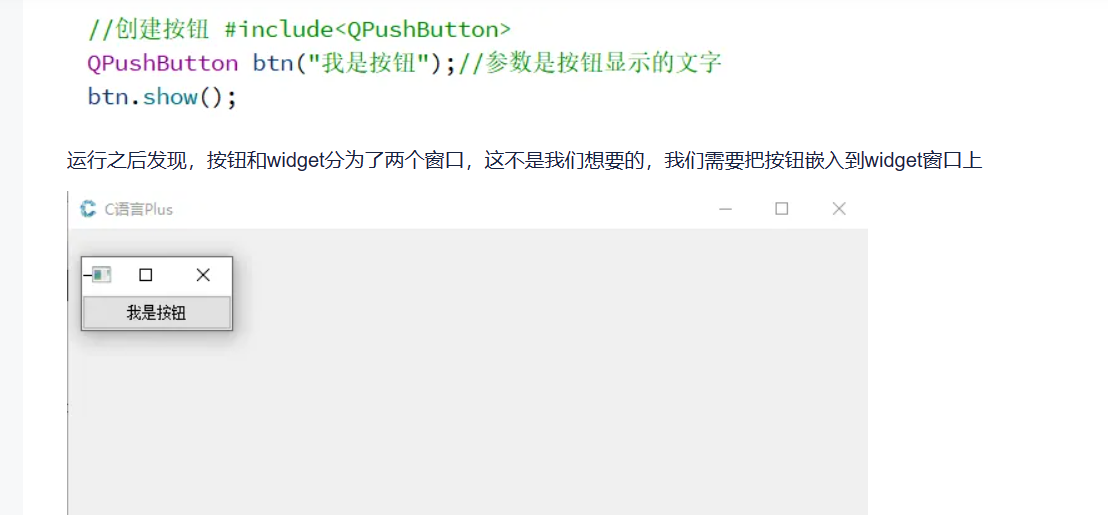 //创建按钮 #include<QPushButton>
QPushButton btn("我是按钮");//参数是按钮显示的文字
btn.show();
运行之后发现，按钮和widget分为了两个窗口，这不是我们想要的，我们需要把按钮嵌入到widget窗口上
C语言Plus
我是按钮